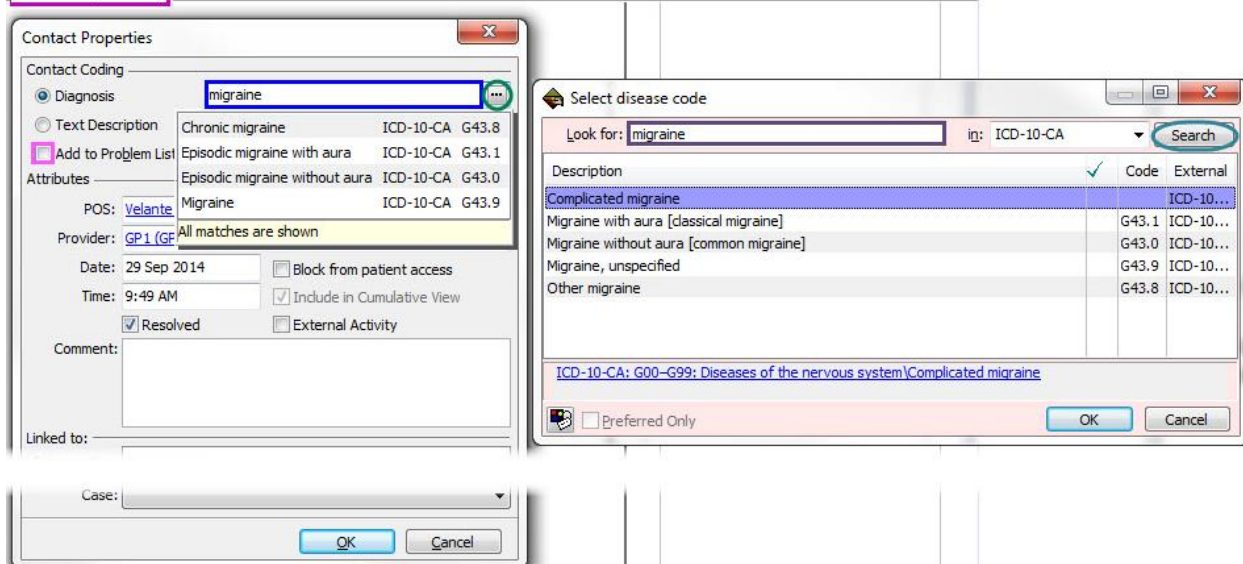 Contact Properties
Contact Coding
Diagnosis migraine ...
Text Description
Chronic migraine ICD-10-CA G43.8
Add to Problem List
Episodic migraine with aura ICD-10-CA G43.1
Attributes
Episodic migraine without aura ICD-10-CA G43.0
POS: Velante
Migraine ICD-10-CA G43.9
Provider: GP1 (GP
All matches are shown
Date: 29 Sep 2014 Block from patient access
Time: 9:49 AM Include in Cumulative View
Resolved External Activity
Comment:
Linked to:
Case:
OK Cancel
Select disease code
Look for: migraine in: ICD-10-CA Search
Description Code External
Complicated migraine ICD-10...
Migraine with aura [classical migraine] G43.1 ICD-10...
Migraine without aura [common migraine] G43.0 ICD-10...
Migraine, unspecified G43.9 ICD-10...
Other migraine G43.8 ICD-10...
ICD-10-CA: G00–G99: Diseases of the nervous system\Complicated migraine
Preferred Only OK Cancel